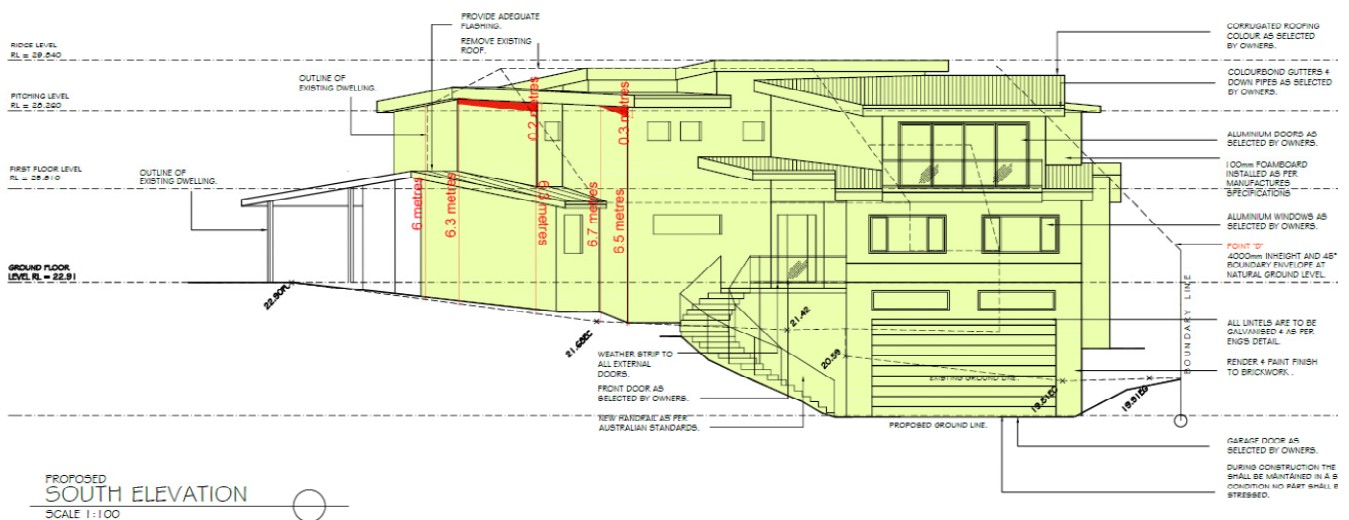 PROVIDE ADEQUATE
FLASHING.
REMOVE EXISTING
ROOF.
RIDGE LEVEL
RL = 29.640
OUTLINE OF
EXISTING DWELLING.
PITCHING LEVEL
RL = 28.260
0.2 metres
0.3 metres
FIRST FLOOR LEVEL
RL = 25.810
OUTLINE OF
EXISTING DWELLING.
6 metres
6.3 metres
metres
6.7 metres
6.5 metres
GROUND FLOOR
LEVEL RL = 22.91
21.42
20.59
WEATHER STRIP TO
ALL EXTERNAL
DOORS.
FRONT DOOR AS
SELECTED BY OWNERS.
NEW HANDRAIL AS PER
AUSTRALIAN STANDARDS.
EXISTING GROUND LINE.
PROPOSED GROUND LINE.
BOUNDARY LINE
CORRUGATED ROOFING
COLOUR AS SELECTED
BY OWNERS.
COLOURBOND GUTTERS &
DOWN PIPES AS SELECTED
BY OWNERS.
ALUMINIUM DOORS AS
SELECTED BY OWNERS.
100mm FOAMBOARD
INSTALLED AS PER
MANUFACTURES
SPECIFICATIONS
ALUMINIUM WINDOWS AS
SELECTED BY OWNERS.
POINT "D"
4000mm INHEIGHT AND 45°
BOUNDARY ENVELOPE AT
NATURAL GROUND LEVEL.
ALL LINTELS ARE TO BE
GALVANISED & AS PER
ENGS DETAIL.
RENDER & PAINT FINISH
TO BRICKWORK.
GARAGE DOOR AS
SELECTED BY OWNERS.
DURING CONSTRUCTION THE
SHALL BE MAINTAINED IN A S
CONDITION NO PART SHALL B
STRESSED.
PROPOSED
SOUTH ELEVATION
SCALE 1:100